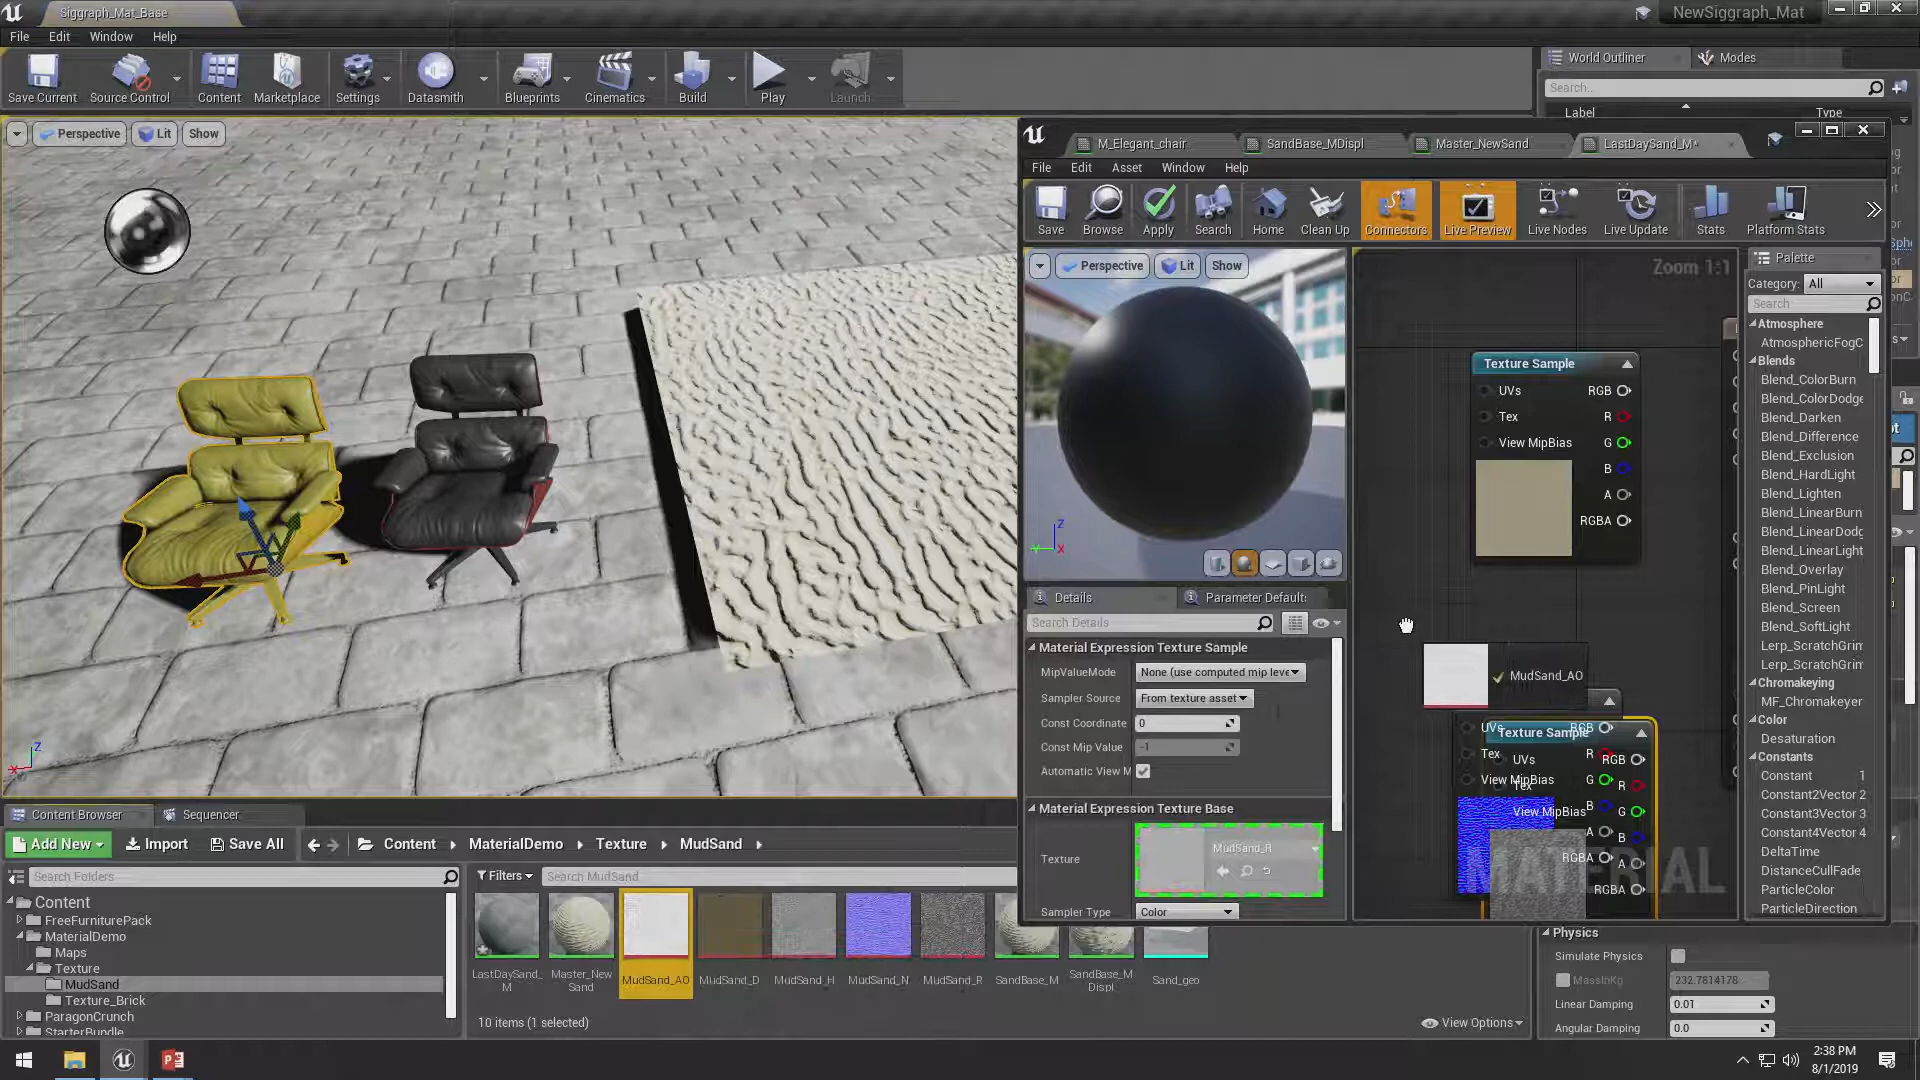 Siggraph_Mat_Base
NewSiggraph_Mat
File Edit Window Help
World Outliner Modes
Save Current Source Control Content Marketplace Settings Datasmith Blueprints Cinematics Build Play Launch
Search..
Label Type
Perspective Lit Show
M_Elegant_chair SandBase_MDispl Master_NewSand LastDaySand_M*
File Edit Asset Window Help
Save Browse Apply Search Home Clean Up Connectors Live Preview Live Nodes Live Update Stats Platform Stats
Perspective Lit Show
Zoom 1:1
Palette
Category: All
Search
Atmosphere
AtmosphericFogC
Blends
Blend_ColorBurn
Blend_ColorDodge
Blend_Darken
Blend_Difference
Blend_Exclusion
Blend_HardLight
Blend_Lighten
Blend_LinearBurn
Blend_LinearDodg
Blend_LinearLight
Blend_Overlay
Blend_PinLight
Blend_Screen
Blend_SoftLight
Lerp_ScratchGrin
Lerp_ScratchGrin
Chromakeying
MF_Chromakeyer
Color
Desaturation
Constants
Constant 1
Constant2Vector 2
Constant3Vector 3
Constant4Vector 4
DeltaTime
DistanceCullFade
ParticleColor
ParticleDirection
Texture Sample
UVs RGB
Tex R
View MipBias G
B
A
RGBA
MudSand_AO
UVs RGB
Texture Sample
Tex R
UVs RGB
View MipBias G
Tex R
View MipBias B G
A B
RGBA A
RGBA
MATERIAL
Z
Y X
Details Parameter Default:
Search Details
Material Expression Texture Sample
MipValueMode None (use computed mip leve
Sampler Source From texture asset
Const Coordinate 0
Const Mip Value -1
Automatic View M
Material Expression Texture Base
Texture MudSand_R
Sampler Type Color
Z
X
Content Browser Sequencer
Add New Import Save All Content MaterialDemo Texture MudSand
Search Folders
Filters Search MudSand
Content
FreeFurniturePack
MaterialDemo
Maps
Texture
MudSand
Texture_Brick
ParagonCrunch
StarterBundle
LastDaySand_
M
Master_New
Sand
MudSand_AO
MudSand_D
MudSand_H
MudSand_N
MudSand_R
SandBase_M
SandBase_M
Displ
Sand_geo
10 items (1 selected)
View Options
Physics
Simulate Physics
MassInKg 232.7814178
Linear Damping 0.01
Angular Damping 0.0
2:38 PM
8/1/2019